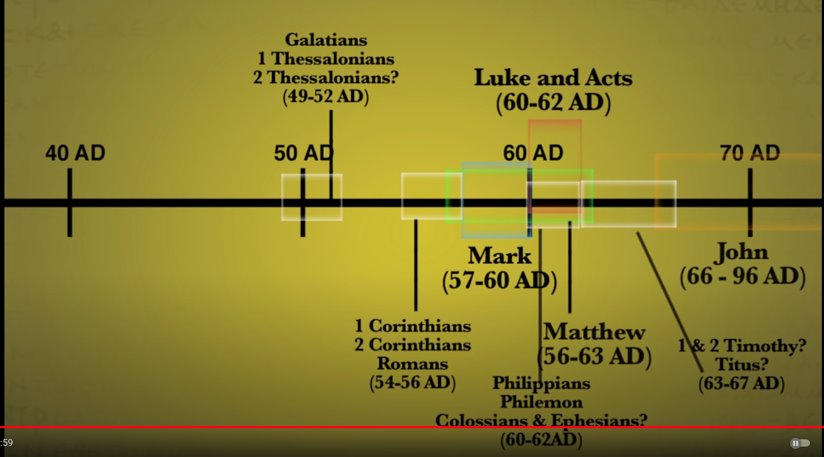 Galatians
1 Thessalonians
2 Thessalonians?
(49-52 AD)
Luke and Acts
(60-62 AD)
40 AD
50 AD
60 AD
70 AD
Mark
(57-60 AD)
John
(66 - 96 AD)
1 Corinthians
2 Corinthians
Romans
(54-56 AD)
Matthew
(56-63 AD)
1 & 2 Timothy?
Titus?
(63-67 AD)
Philippians
Philemon
Colossians & Ephesians?
(60-62AD)
:59